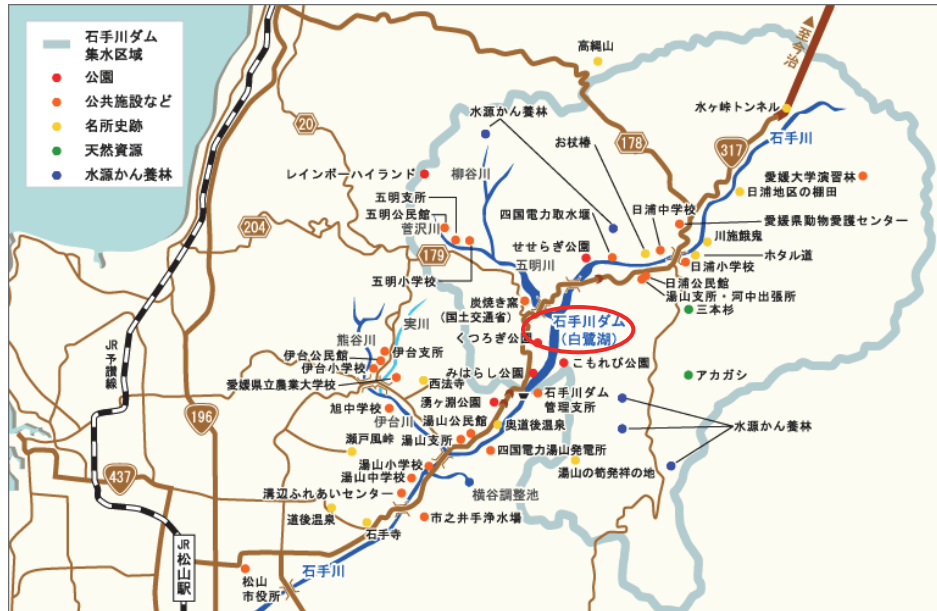 石手川ダム
集水区域
公園
公共施設など
名所史跡
天然資源
水源かん養林
至今治
高縄山
水ヶ峠トンネル
石手川
20
水源かん養林
お杖椿
178
317
レインボーハイランド
柳谷川
愛媛大学演習林
日浦地区の棚田
五明支所
五明公民館
菅沢川
四国電力取水堰
日浦中学校
愛媛県動物愛護センター
204
せせらぎ公園
川施餓鬼
179
五明川
ホタル道
五明小学校
日浦小学校
日浦公民館
湯山支所・河中出張所
炭焼き窯
(国土交通省)
三本杉
実川
石手川ダム
(白鷺湖)
くつろぎ公園
熊谷川
伊台支所
伊台公民館
伊台小学校
こもれび公園
みはらし公園
アカガシ
愛媛県立農業大学校
西法寺
JR
予讃線
湧ヶ淵公園
石手川ダム
管理支所
旭中学校
伊台川
湯山公民館
奥道後温泉
水源かん養林
196
瀬戸風峠
湯山支所
四国電力湯山発電所
湯山小学校
湯山の筍発祥の地
437
湯山中学校
溝辺ふれあいセンター
横谷調整池
道後温泉
石手寺
市之井手浄水場
JR
松山駅
石手川
松山
市役所